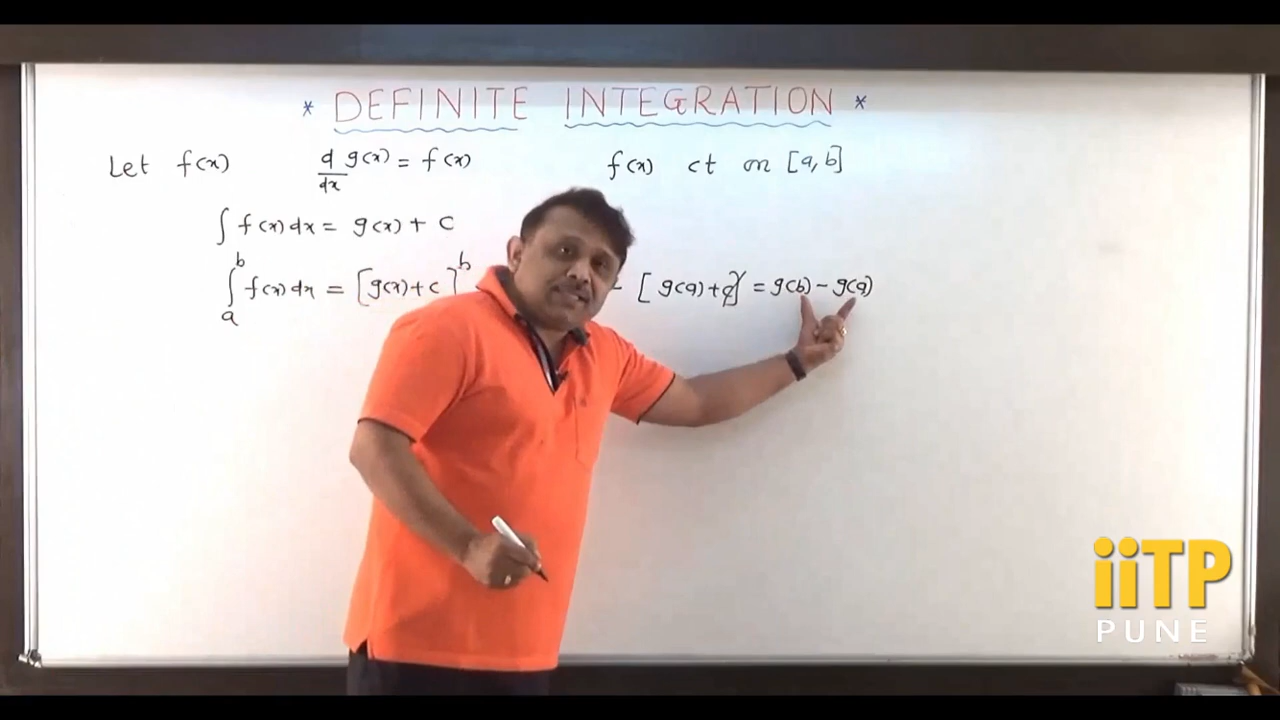 * DEFINITE INTEGRATION *
Let f(x) d/dx g(x) = f(x) f(x) ct on [a, b]
∫ f(x) dx = g(x) + c
∫ₐᵇ f(x) dx = [g(x) + c]ᵇ - [g(a) + c] = g(b) - g(a)
iiTP
PUNE